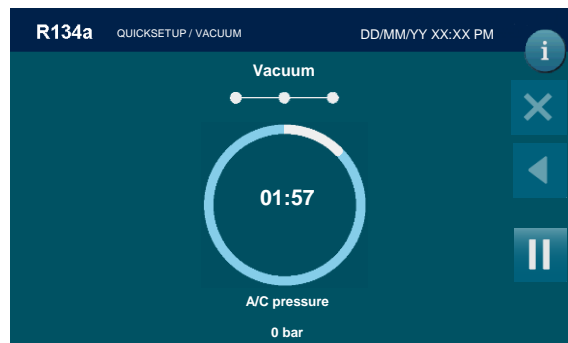 R134a QUICKSETUP / VACUUM DD/MM/YY XX:XX PM
i
Vacuum
01:57
A/C pressure
0 bar